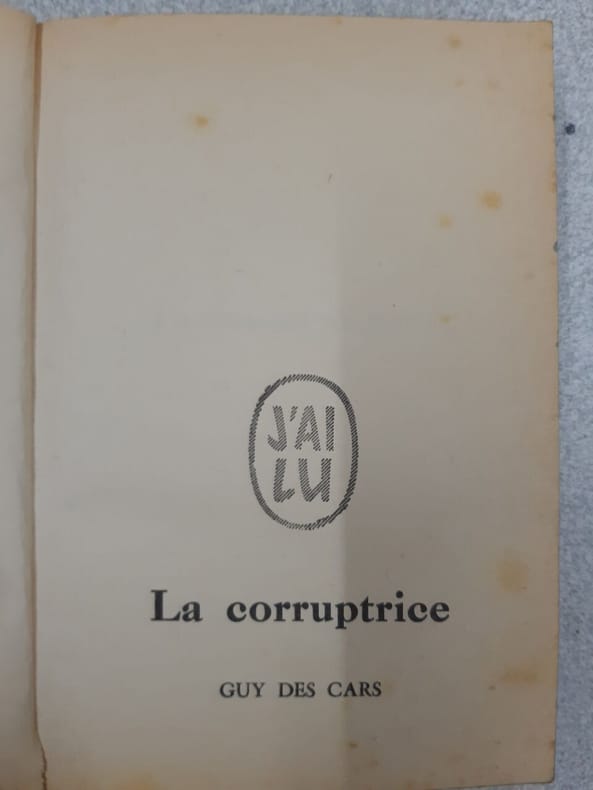 J'AI
LU
La corruptrice
GUY DES CARS